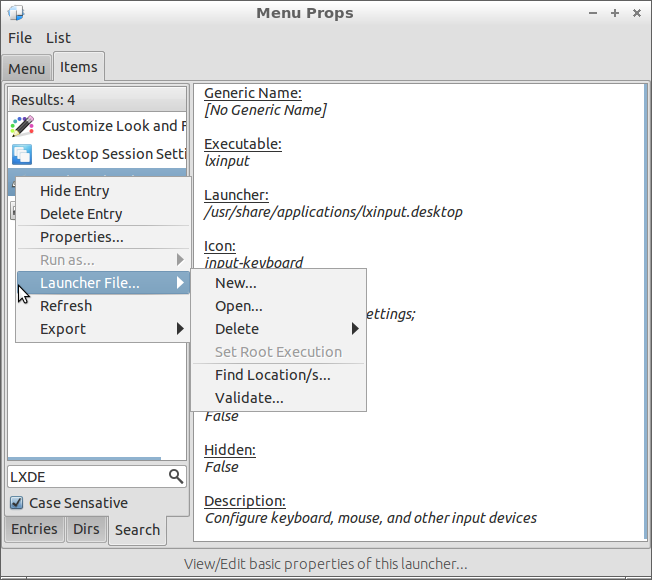 Menu Props
File List
Menu Items
Results: 4
Customize Look and F
Desktop Session Setti
Hide Entry
Delete Entry
Properties...
Run as...
Launcher File...
Refresh
Export
New...
Open...
Delete
Set Root Execution
Find Location/s...
Validate...
LXDE
Case Sensative
Entries Dirs Search
Generic Name:
[No Generic Name]
Executable:
lxinput
Launcher:
/usr/share/applications/lxinput.desktop
Icon:
input-keyboard
ettings;
False
Hidden:
False
Description:
Configure keyboard, mouse, and other input devices
View/Edit basic properties of this launcher...